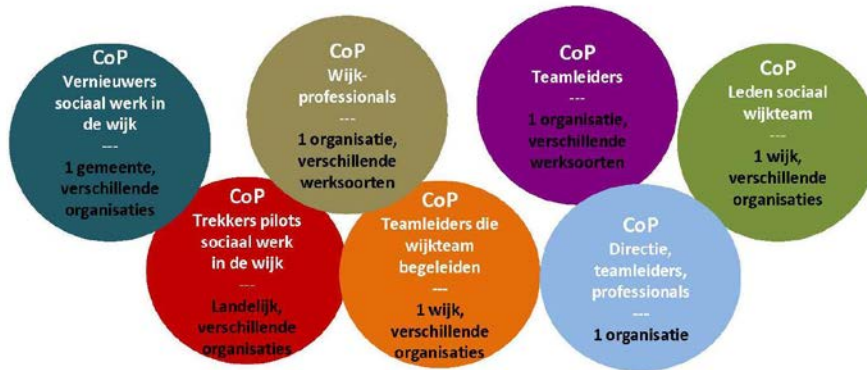 CoP
Vernieuwers
sociaal werk in
de wijk
---
1 gemeente,
verschillende
organisaties
CoP
Trekkers pilots
sociaal werk
in de wijk
---
Landelijk,
verschillende
organisaties
CoP
Wijk-
professionals
---
1 organisatie,
verschillende
werksoorten
CoP
Teamleiders die
wijkteam
begeleiden
---
1 wijk,
verschillende
organisaties
CoP
Teamleiders
---
1 organisatie,
verschillende
werksoorten
CoP
Directie,
teamleiders,
professionals
---
1 organisatie
CoP
Leden sociaal
wijkteam
---
1 wijk,
verschillende
organisaties